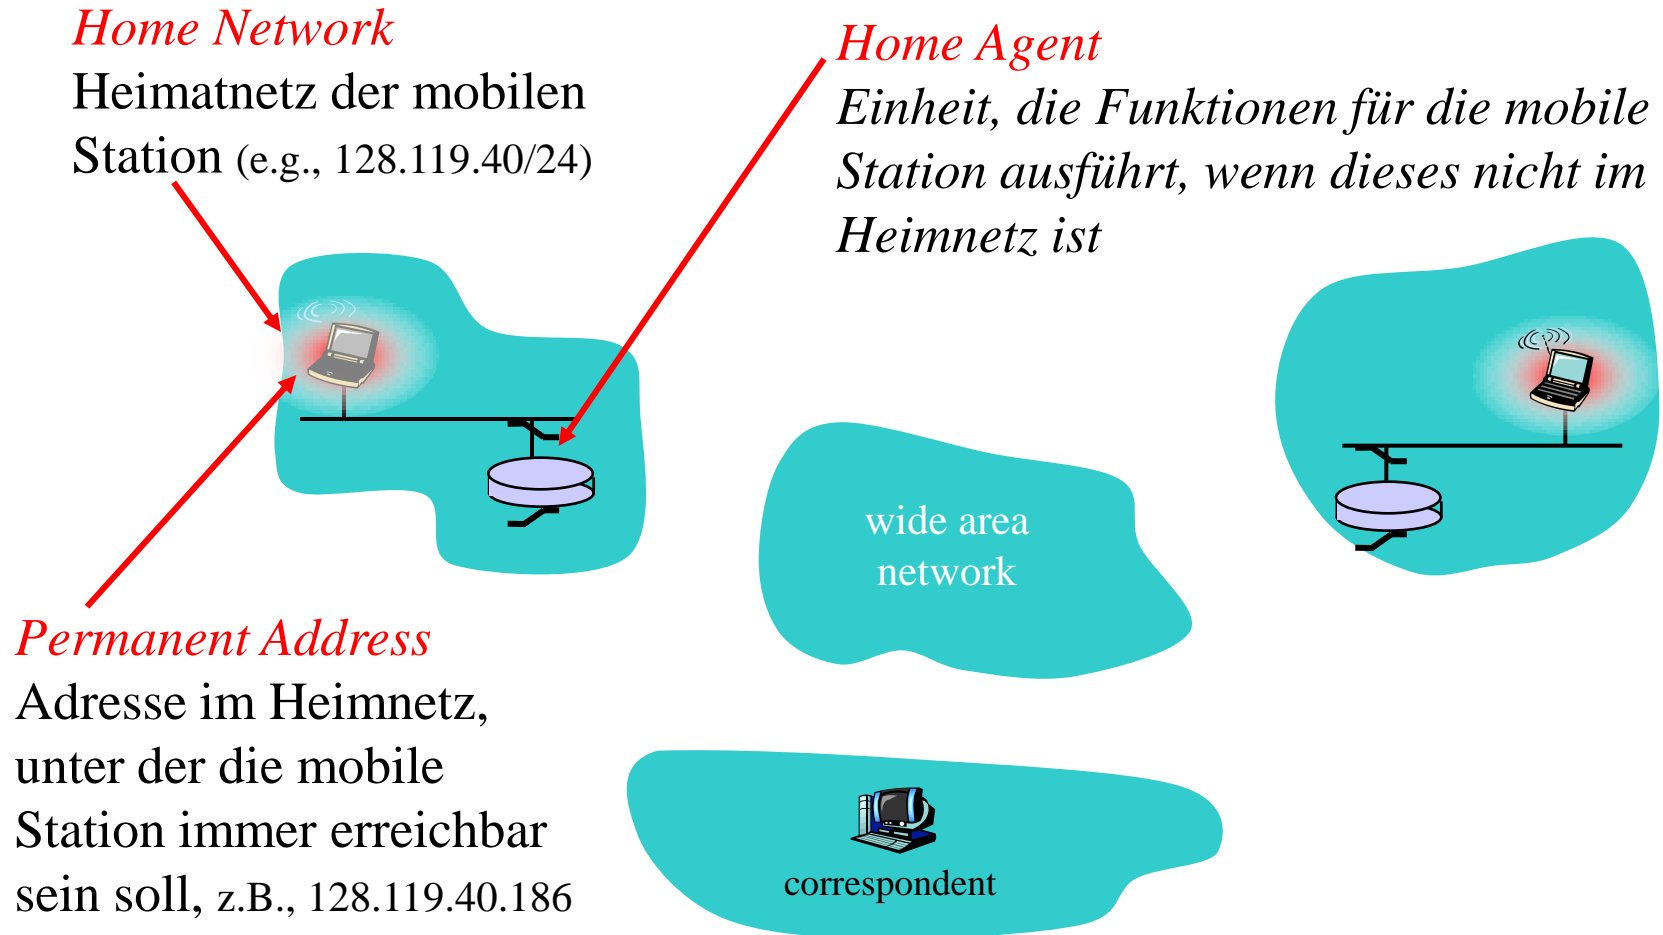 Home Network
Heimatnetz der mobilen
Station (e.g., 128.119.40/24)
Home Agent
Einheit, die Funktionen für die mobile
Station ausführt, wenn dieses nicht im
Heimnetz ist
wide area
network
Permanent Address
Adresse im Heimnetz,
unter der die mobile
Station immer erreichbar
sein soll, z.B., 128.119.40.186
correspondent